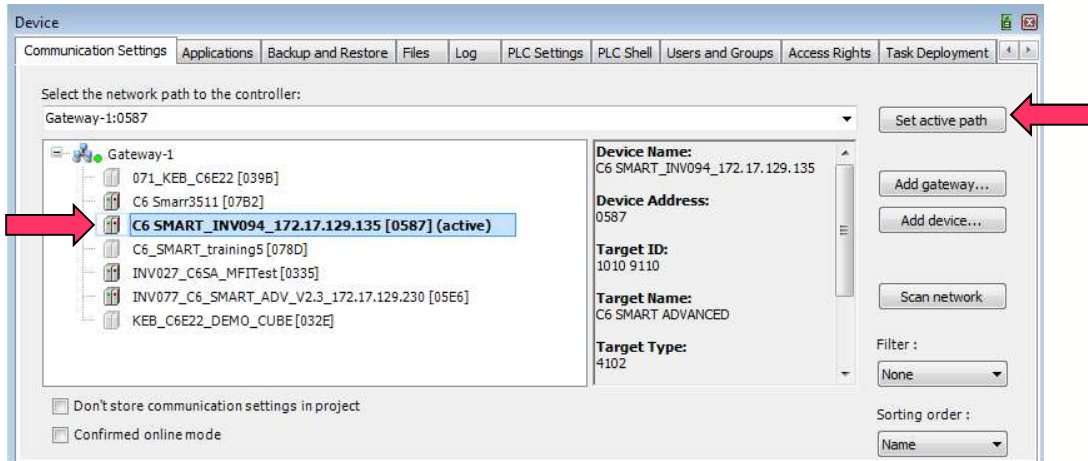 Device
Communication Settings Applications Backup and Restore Files Log PLC Settings PLC Shell Users and Groups Access Rights Task Deployment
Select the network path to the controller:
Gateway-1:0587
Set active path
Gateway-1
071_KEB_C6E22 [039B]
C6 Smarr3511 [07B2]
C6 SMART_INV094_172.17.129.135 [0587] (active)
C6_SMART_training5 [078D]
INV027_C6SA_MFITest [0335]
INV077_C6_SMART_ADV_V2.3_172.17.129.230 [05E6]
KEB_C6E22_DEMO_CUBE [032E]
Device Name:
C6 SMART_INV094_172.17.129.135
Device Address:
0587
Target ID:
1010 9110
Target Name:
C6 SMART ADVANCED
Target Type:
4102
Add gateway...
Add device...
Scan network
Filter :
None
Sorting order :
Name
Don't store communication settings in project
Confirmed online mode